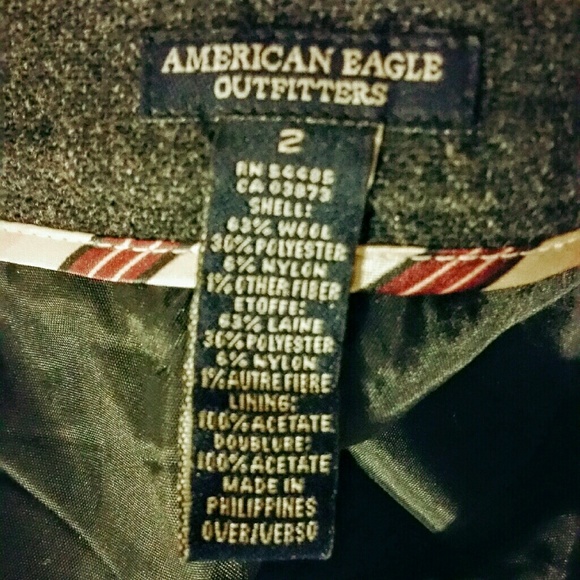 AMERICAN EAGLE
OUTFITTERS
2
RN 54485
CA 03873
SHELL:
63% WOOL
30% POLYESTER
6% NYLON
1% OTHER FIBER
ETOFFE:
63% LAINE
30% POLYESTER
6% NYLON
1% AUTRE FIBRE
LINING:
100% ACETATE
DOUBLURE:
100% ACETATE
MADE IN
PHILIPPINES
OVER/VERSO